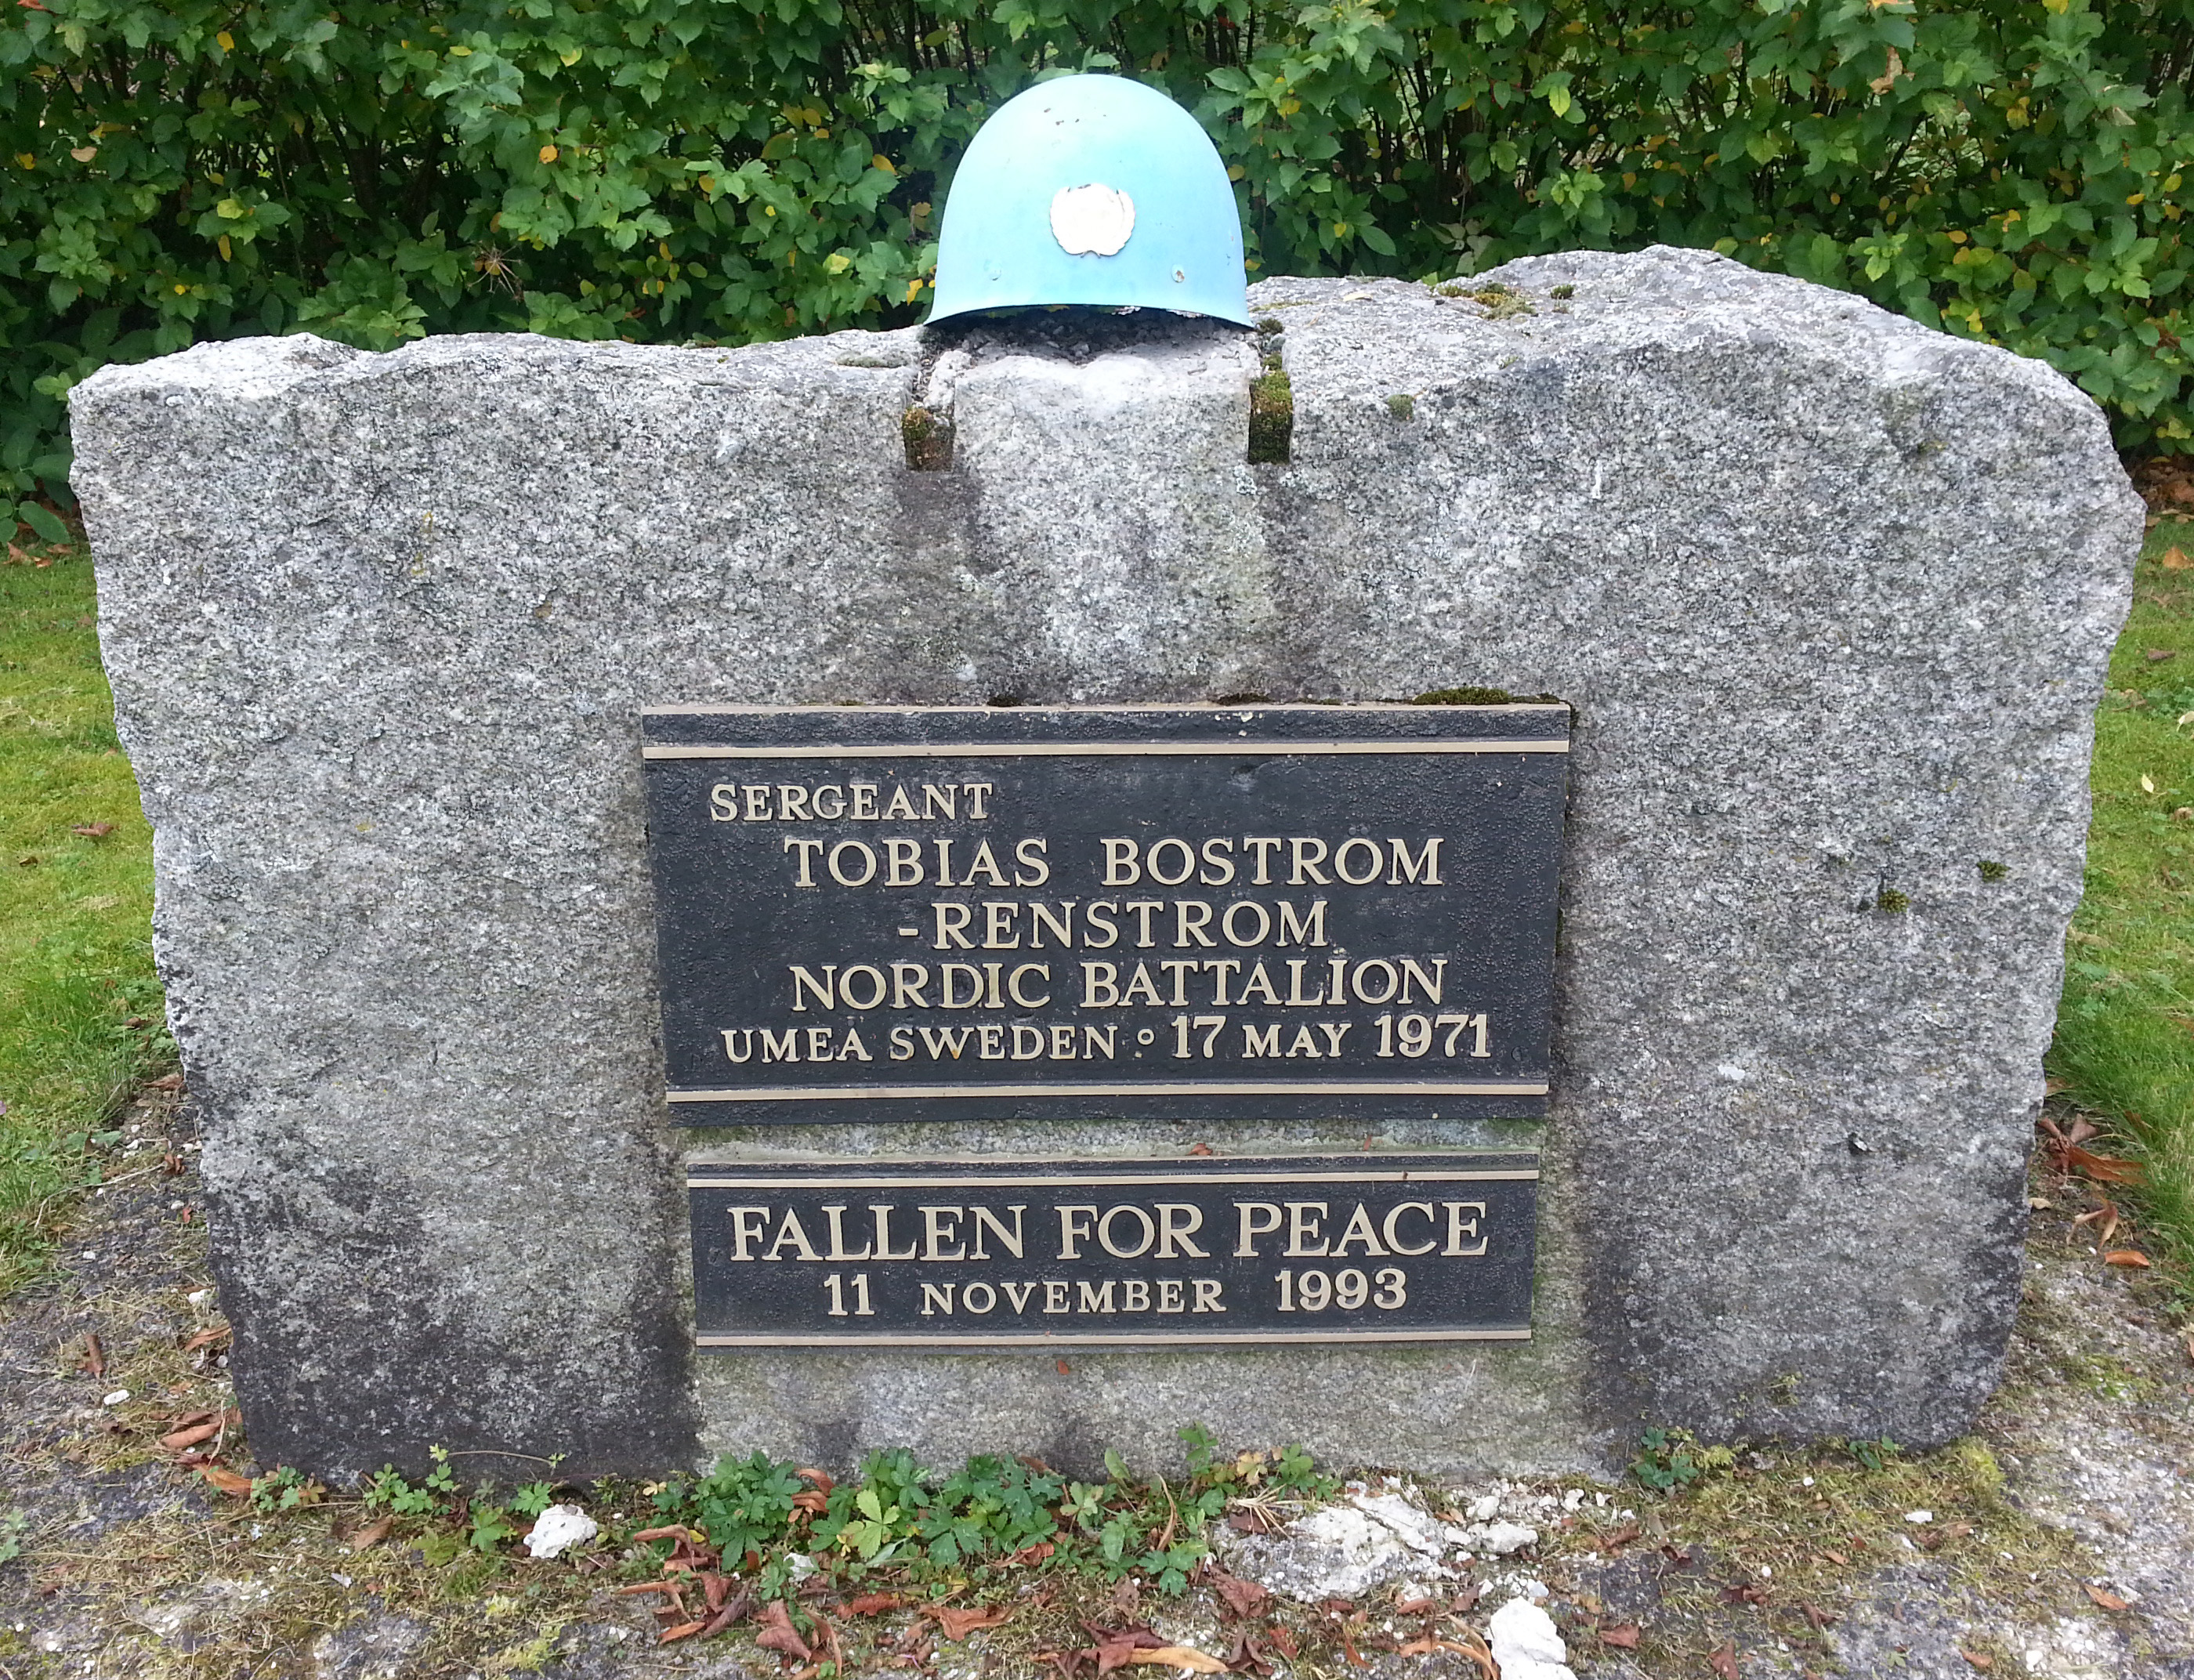 SERGEANT
TOBIAS BOSTROM
-RENSTROM
NORDIC BATTALION
UMEA SWEDEN : 17 MAY 1971
FALLEN FOR PEACE
11 NOVEMBER 1993